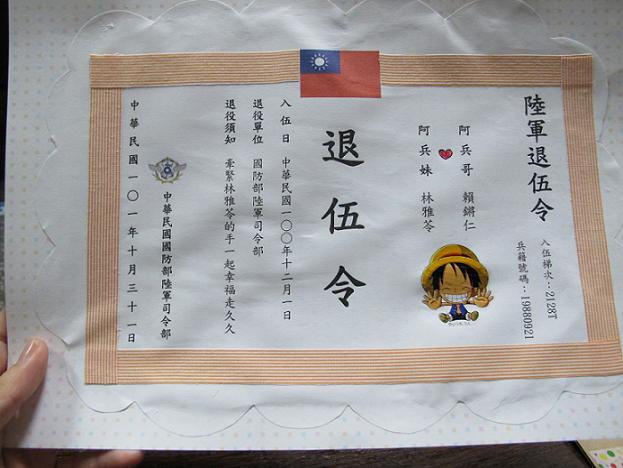 陸軍退伍令
入伍梯次：2128T
兵籍號碼：19880921
阿兵哥 賴鏘仁
阿兵妹 林雅苓
退伍令
入伍日 中華民國一〇〇年十二月一日
退役單位 國防部陸軍司令部
退役須知 牽緊林雅苓的手一起幸福走久久
中華民國國防部陸軍司令部
中華民國一〇一年十月三十一日